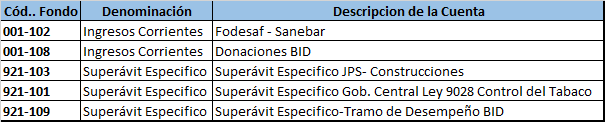 Cód.. Fondo Denominación Descripcion de la Cuenta
001-102 Ingresos Corrientes Fodesaf - Sanebar
001-108 Ingresos Corrientes Donaciones BID
921-103 Superávit Especifico Superávit Especifico JPS- Construcciones
921-101 Superávit Especifico Superávit Especifico Gob. Central Ley 9028 Control del Tabaco
921-109 Superávit Especifico Superávit Especifico-Tramo de Desempeño BID